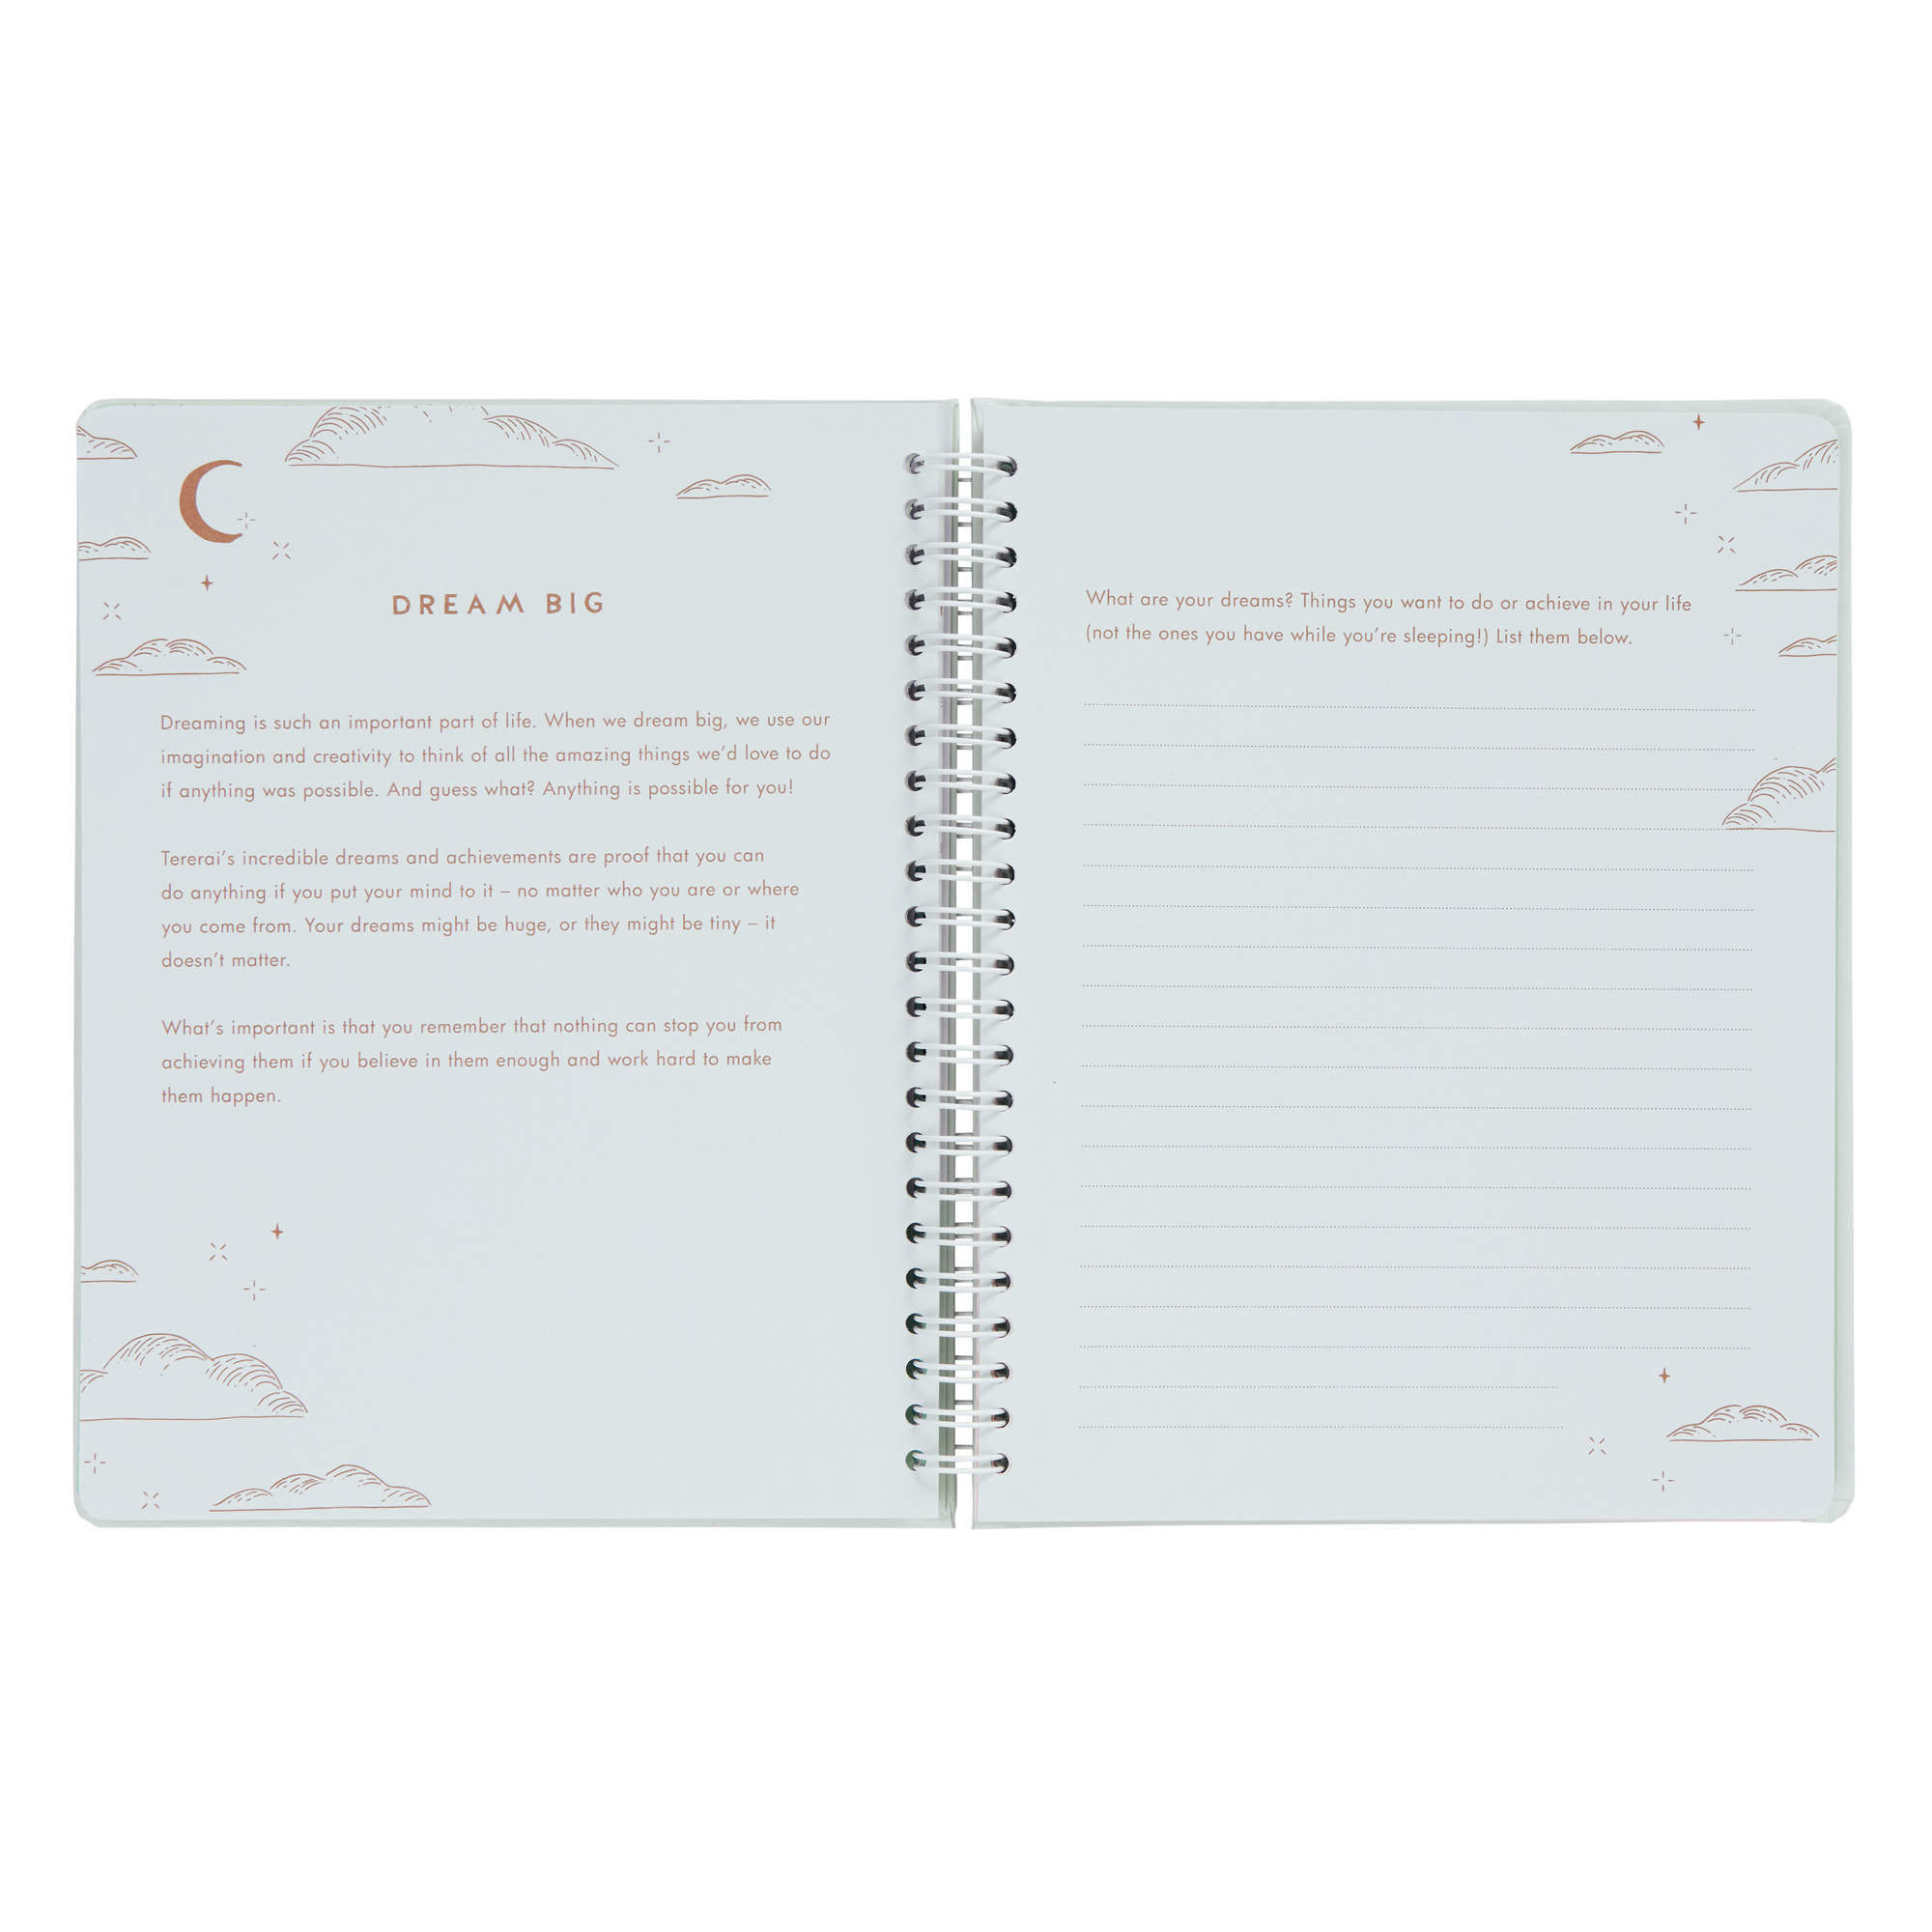 DREAM BIG
Dreaming is such an important part of life. When we dream big, we use our
imagination and creativity to think of all the amazing things we'd love to do
if anything was possible. And guess what? Anything is possible for you!
Tererai's incredible dreams and achievements are proof that you can
do anything if you put your mind to it – no matter who you are or where
you come from. Your dreams might be huge, or they might be tiny – it
doesn't matter.
What's important is that you remember that nothing can stop you from
achieving them if you believe in them enough and work hard to make
them happen.
What are your dreams? Things you want to do or achieve in your life
(not the ones you have while you're sleeping!) List them below.